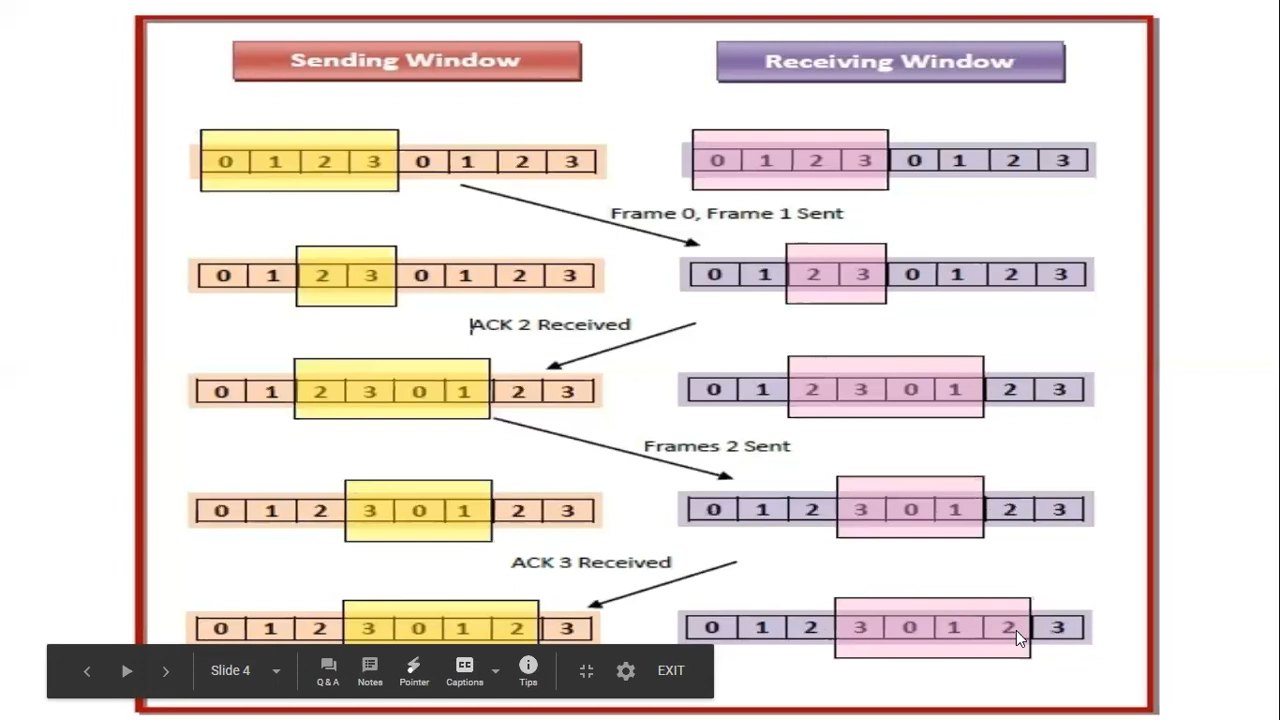 Sending Window Receiving Window
0 1 2 3 0 1 2 3 0 1 2 3 0 1 2 3
Frame 0, Frame 1 Sent
0 1 2 3 0 1 2 3 0 1 2 3 0 1 2 3
ACK 2 Received
0 1 2 3 0 1 2 3 0 1 2 3 0 1 2 3
Frames 2 Sent
0 1 2 3 0 1 2 3 0 1 2 3 0 1 2 3
ACK 3 Received
0 1 2 3 0 1 2 3 0 1 2 3 0 1 2 3
Slide 4 Q&A Notes Pointer CC Captions Tips EXIT